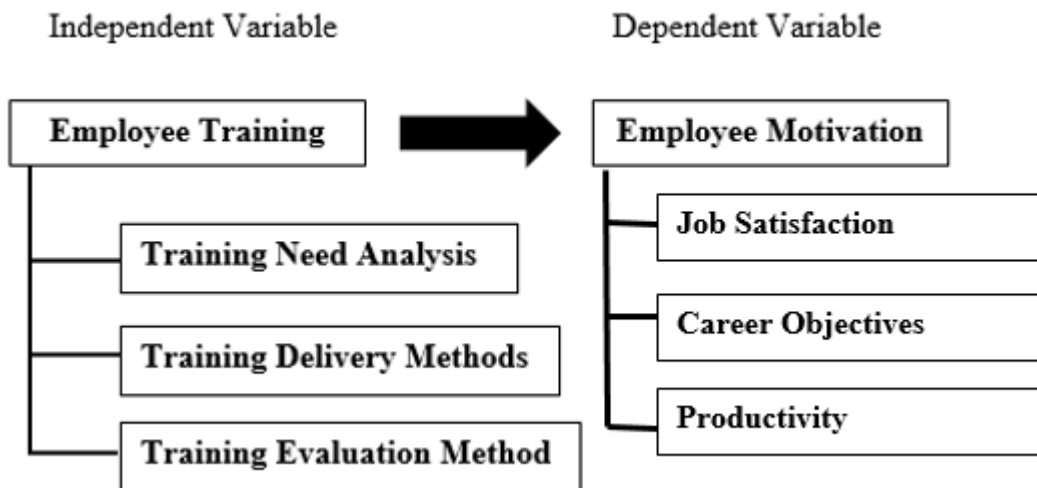 Independent Variable
Dependent Variable
Employee Training
Employee Motivation
Training Need Analysis
Training Delivery Methods
Training Evaluation Method
Job Satisfaction
Career Objectives
Productivity